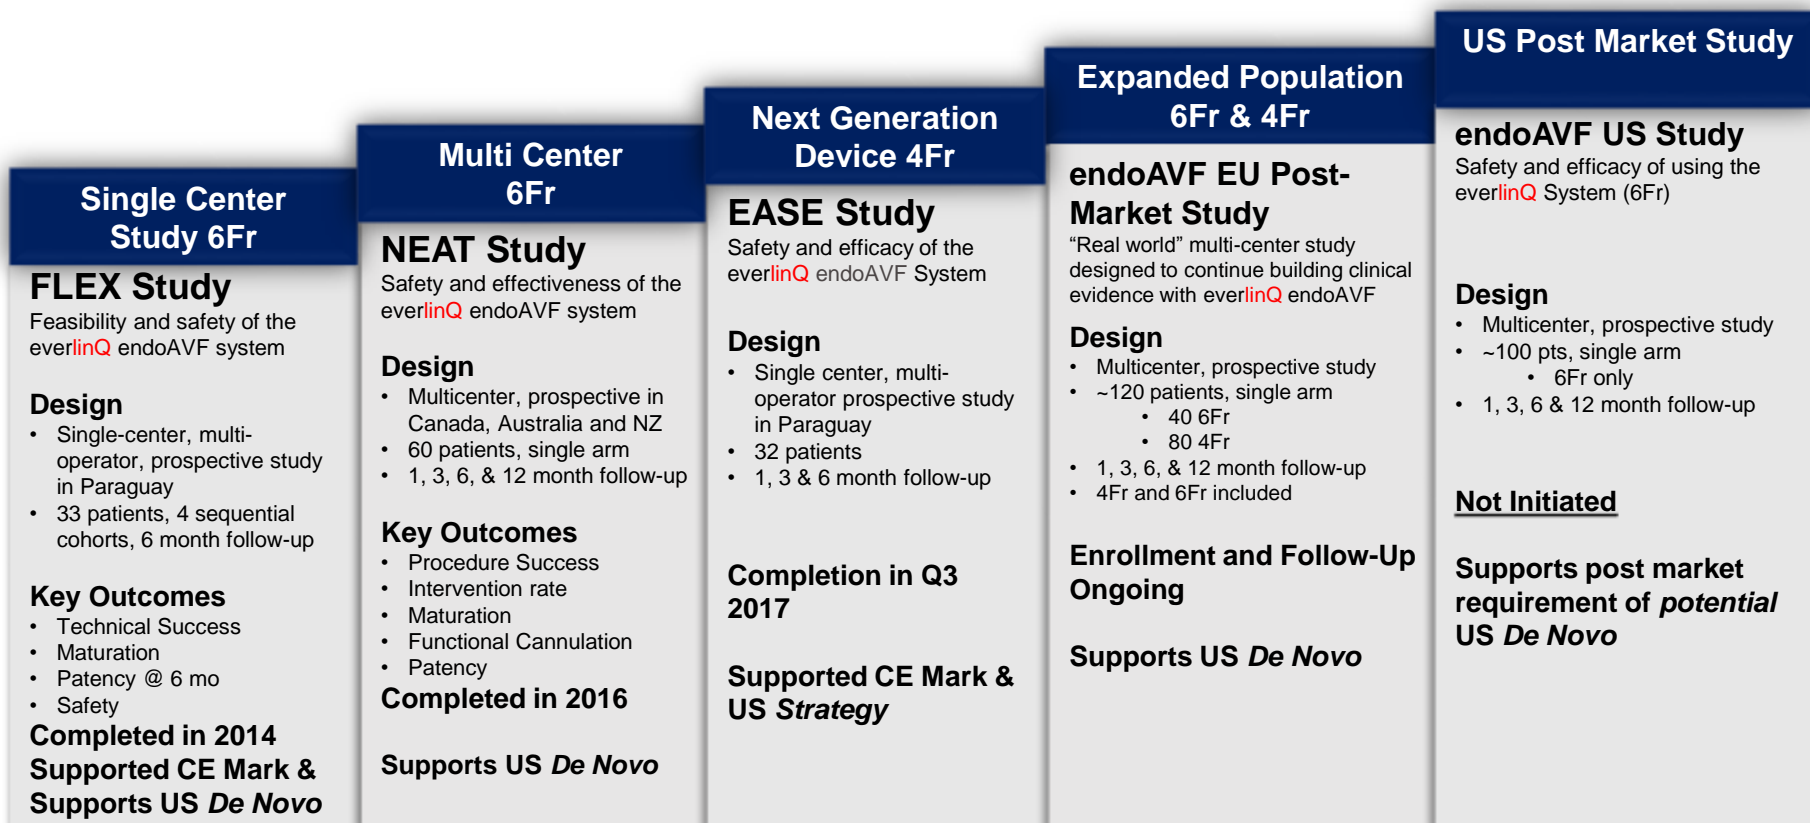 Single Center
Study 6Fr
FLEX Study
Feasibility and safety of the
everlinQ endoAVF system
Design
• Single-center, multi-
operator, prospective study
in Paraguay
• 33 patients, 4 sequential
cohorts, 6 month follow-up
Key Outcomes
• Technical Success
• Maturation
• Patency @ 6 mo
• Safety
Completed in 2014
Supported CE Mark &
Supports US De Novo
Multi Center
6Fr
NEAT Study
Safety and effectiveness of the
everlinQ endoAVF system
Design
• Multicenter, prospective in
Canada, Australia and NZ
• 60 patients, single arm
• 1, 3, 6, & 12 month follow-up
Key Outcomes
• Procedure Success
• Intervention rate
• Maturation
• Functional Cannulation
• Patency
Completed in 2016
Supports US De Novo
Next Generation
Device 4Fr
EASE Study
Safety and efficacy of the
everlinQ endoAVF System
Design
• Single center, multi-
operator prospective study
in Paraguay
• 32 patients
• 1, 3 & 6 month follow-up
Completion in Q3
2017
Supported CE Mark &
US Strategy
Expanded Population
6Fr & 4Fr
endoAVF EU Post-
Market Study
“Real world” multi-center study
designed to continue building clinical
evidence with everlinQ endoAVF
Design
• Multicenter, prospective study
• ~120 patients, single arm
• 40 6Fr
• 80 4Fr
• 1, 3, 6, & 12 month follow-up
• 4Fr and 6Fr included
Enrollment and Follow-Up
Ongoing
Supports US De Novo
US Post Market Study
endoAVF US Study
Safety and efficacy of using the
everlinQ System (6Fr)
Design
• Multicenter, prospective study
• ~100 pts, single arm
• 6Fr only
• 1, 3, 6 & 12 month follow-up
Not Initiated
Supports post market
requirement of potential
US De Novo